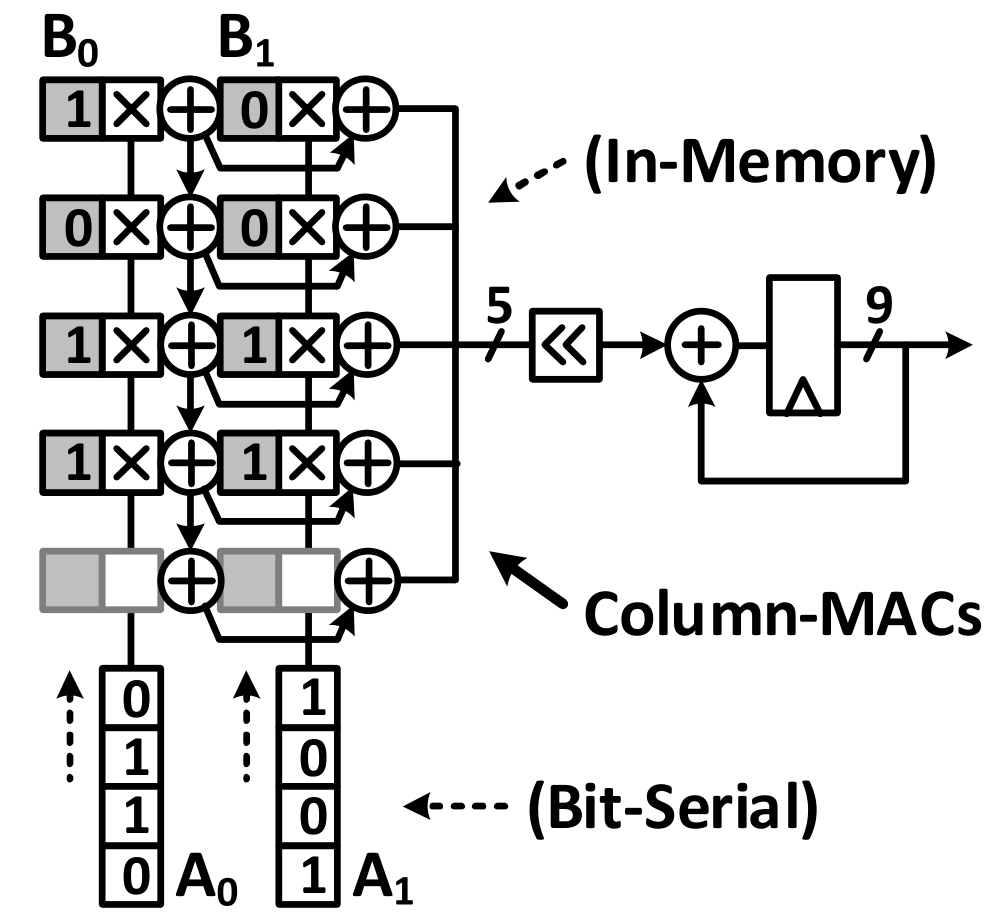 B₀ B₁
1 0
(In-Memory)
0 0
5 9
1 1
1 1
Column-MACs
0 1
1 0
1 0
(Bit-Serial)
0 A₀ 1 A₁